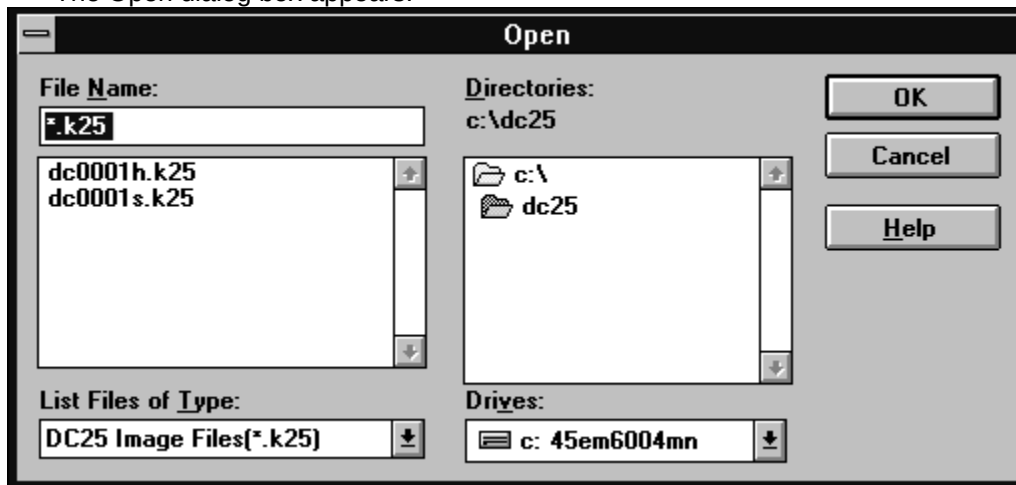 The Open dialog box appears.
Open
File Name:
*.k25
dc0001h.k25
dc0001s.k25
List Files of Type:
DC25 Image Files(*.k25)
Directories:
c:\dc25
c:\
dc25
Drives:
c: 45em6004mn
OK
Cancel
Help